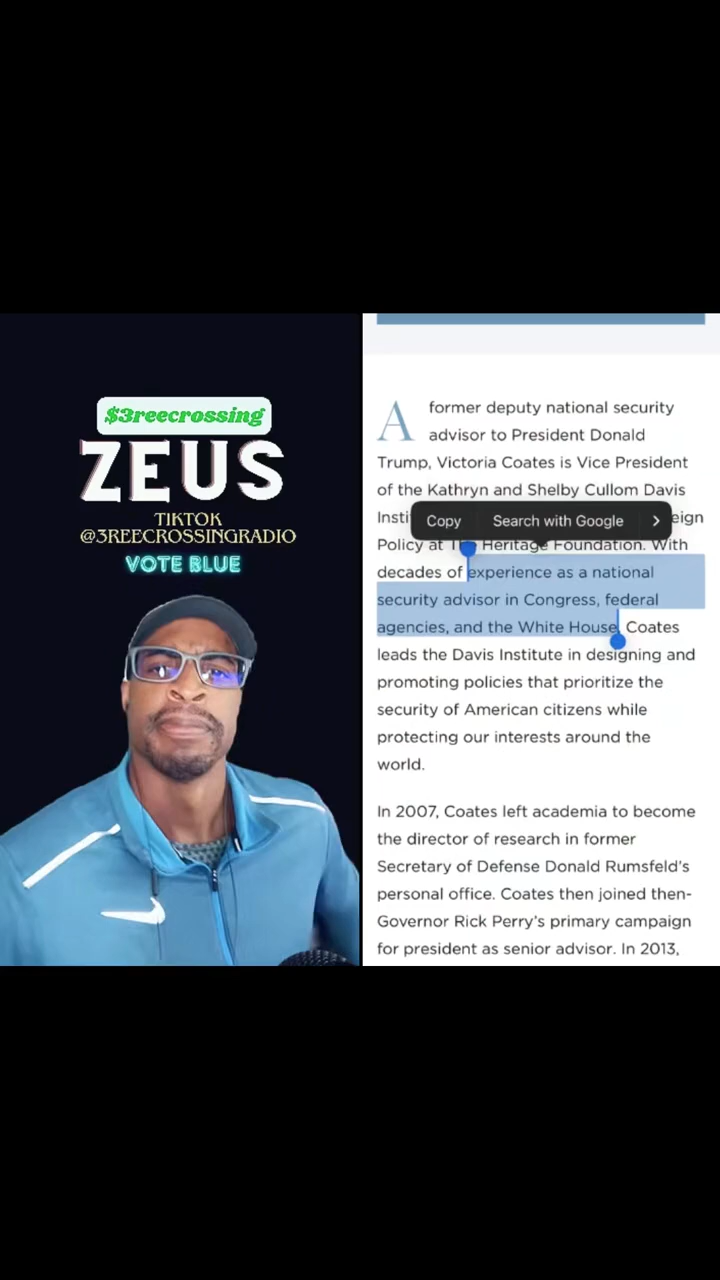 $3reecrossing
ZEUS
TIKTOK
@3REECROSSINGRADIO
VOTE BLUE
A former deputy national security
advisor to President Donald
Trump, Victoria Coates is Vice President
of the Kathryn and Shelby Cullom Davis
Insti eign
Copy Search with Google
Policy at Heritage Foundation. With
decades of experience as a national
security advisor in Congress, federal
agencies, and the White House, Coates
leads the Davis Institute in designing and
promoting policies that prioritize the
security of American citizens while
protecting our interests around the
world.
In 2007, Coates left academia to become
the director of research in former
Secretary of Defense Donald Rumsfeld's
personal office. Coates then joined then-
Governor Rick Perry's primary campaign
for president as senior advisor. In 2013,